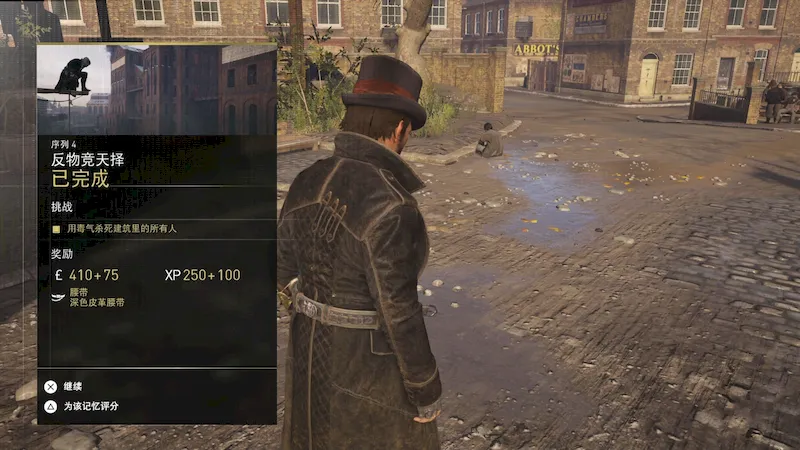 ABBOT'S
序列 4
反物竞天择
已完成
挑战
用毒气杀死建筑里的所有人
奖励
£ 410+75 XP 250+100
腰带
深色皮革腰带
继续
为该记忆评分